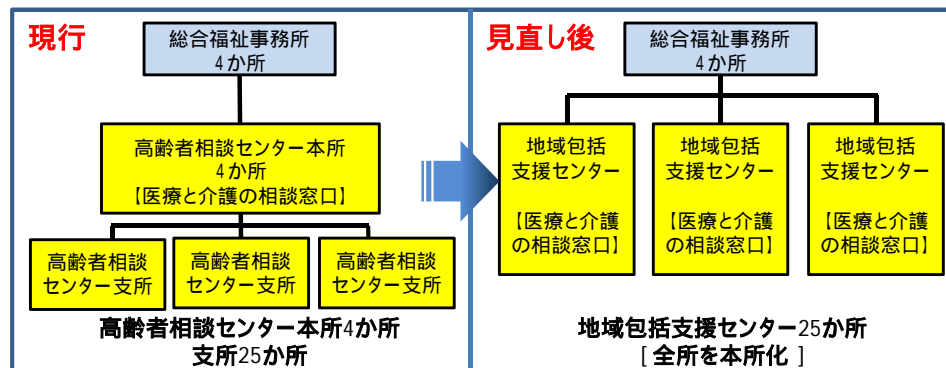 現行
総合福祉事務所
4か所
高齢者相談センター本所
4か所
【医療と介護の相談窓口】
高齢者相談
センター支所
高齢者相談
センター支所
高齢者相談
センター支所
高齢者相談センター本所4か所
支所25か所
見直し後
総合福祉事務所
4か所
地域包括
支援センター
【医療と介護
の相談窓口】
地域包括
支援センター
【医療と介護
の相談窓口】
地域包括
支援センター
【医療と介護
の相談窓口】
地域包括支援センター25か所
[ 全所を本所化 ]